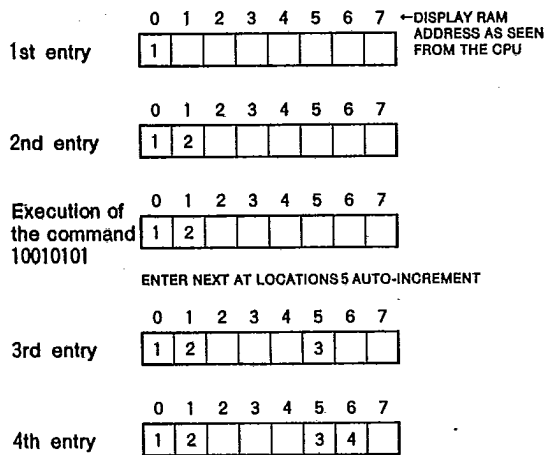 0 1 2 3 4 5 6 7 ←DISPLAY RAM
ADDRESS AS SEEN
FROM THE CPU
1st entry 1
0 1 2 3 4 5 6 7
2nd entry 1 2
0 1 2 3 4 5 6 7
Execution of
the command 1 2
10010101
ENTER NEXT AT LOCATIONS 5 AUTO-INCREMENT
0 1 2 3 4 5 6 7
3rd entry 1 2 3
0 1 2 3 4 5 6 7
4th entry 1 2 3 4